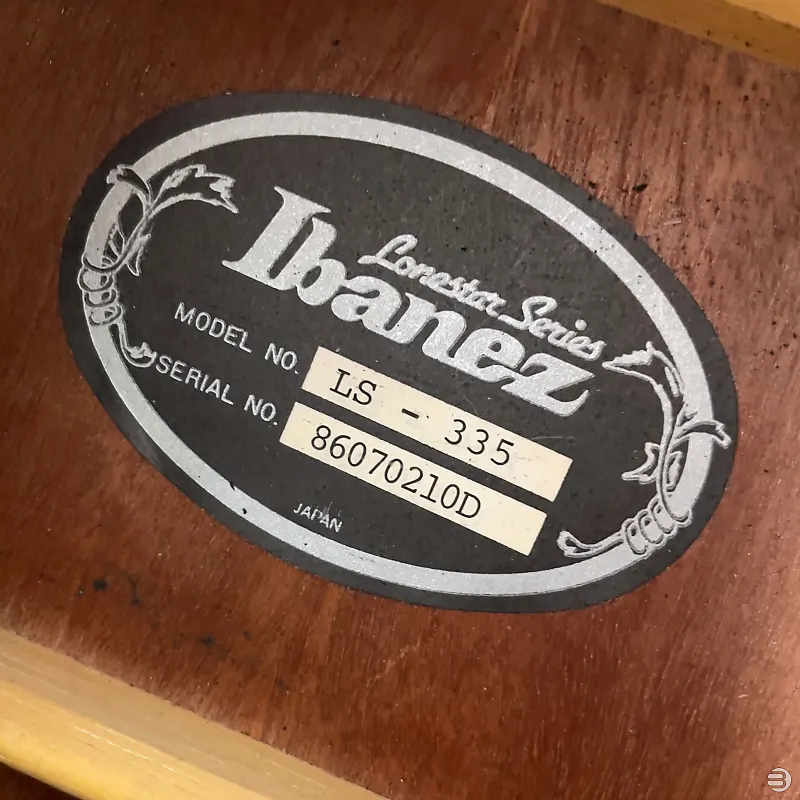 Lonestar Series
Ibanez
MODEL NO. LS - 335
SERIAL NO. 86070210D
JAPAN